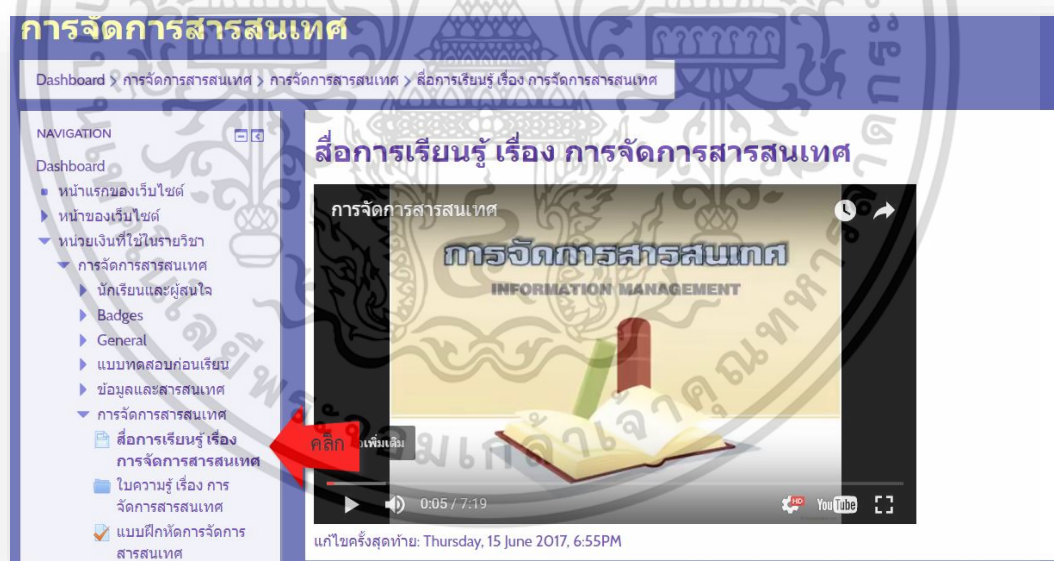 การจัดการสารสนเทศ
Dashboard > การจัดการสารสนเทศ > การจัดการสารสนเทศ > สื่อการเรียนรู้ เรื่อง การจัดการสารสนเทศ
NAVIGATION
Dashboard
หน้าแรกของเว็บไซต์
หน้าของเว็บไซต์
หน่วยเงินที่ใช้ในรายวิชา
การจัดการสารสนเทศ
นักเรียนและผู้สนใจ
Badges
General
แบบทดสอบก่อนเรียน
ข้อมูลและสารสนเทศ
การจัดการสารสนเทศ
สื่อการเรียนรู้ เรื่อง
การจัดการสารสนเทศ
ใบความรู้ เรื่อง การ
จัดการสารสนเทศ
แบบฝึกหัดการจัดการ
สารสนเทศ
คลิ๊ก
สื่อการเรียนรู้ เรื่อง การจัดการสารสนเทศ
การจัดการสารสนเทศ
การจัดการสารสนเทศ
INFORMATION MANAGEMENT
0:05 / 7:19
HD
YouTube
แก้ไขครั้งสุดท้าย: Thursday, 15 June 2017, 6:55PM